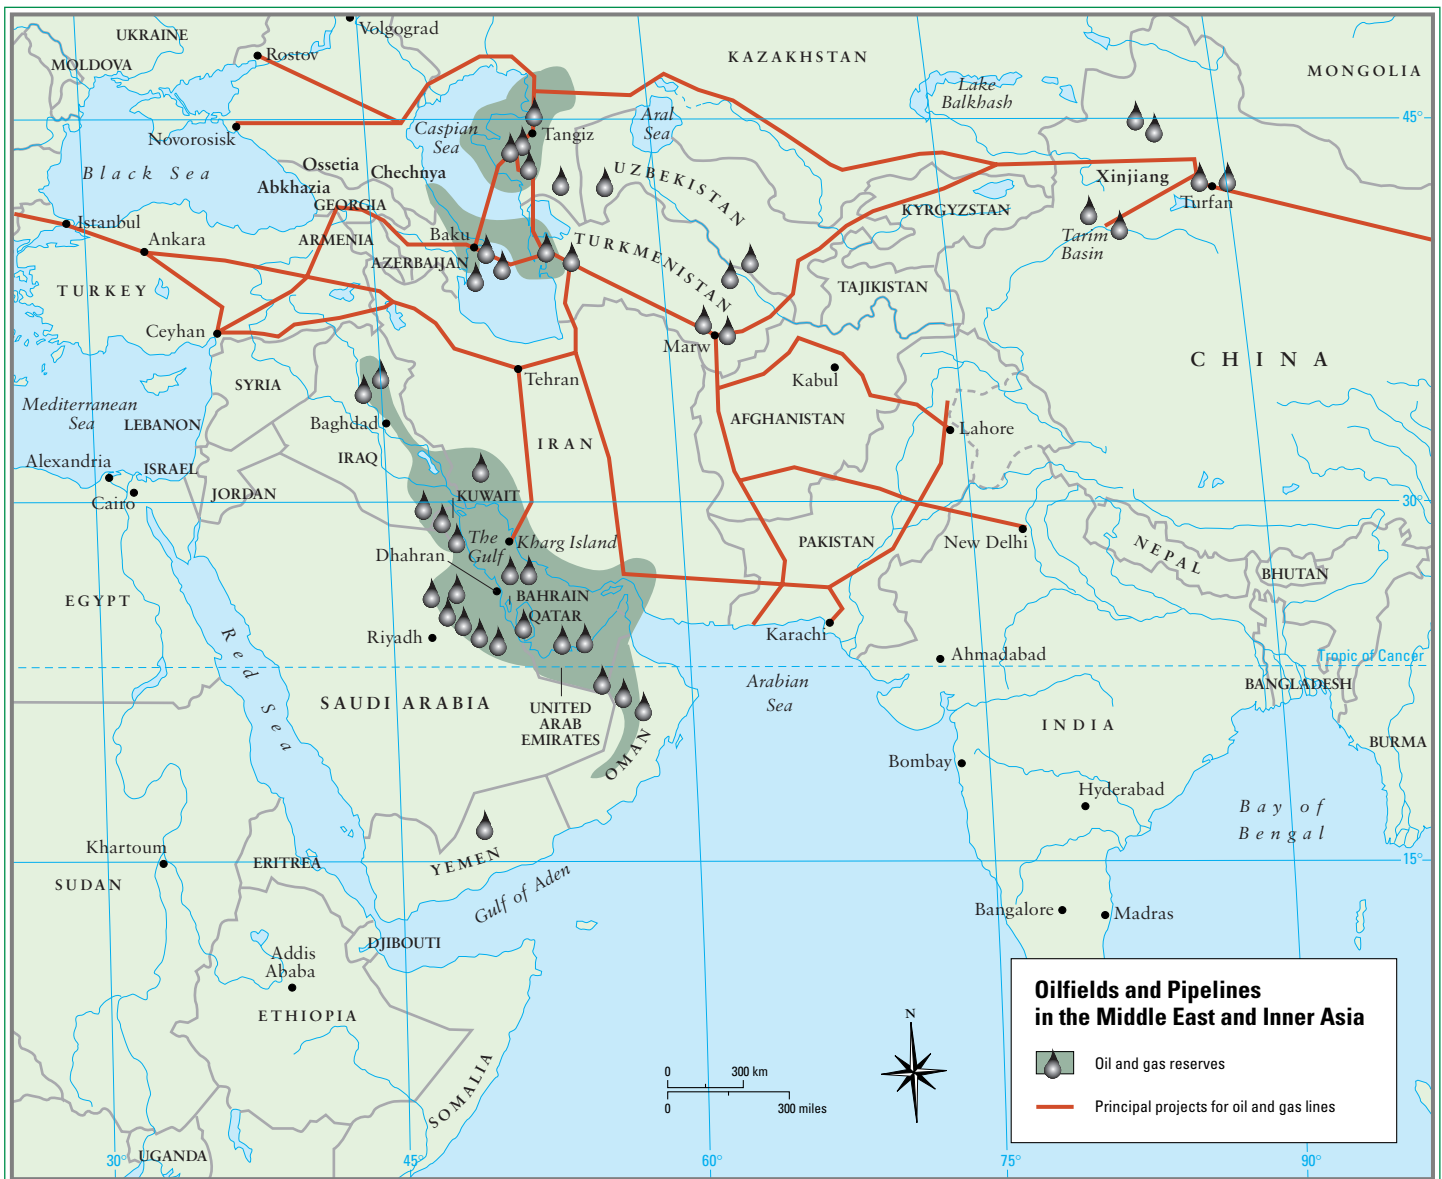 Volgograd
UKRAINE
Rostov
MOLDOVA
KAZAKHSTAN
MONGOLIA
Lake
Balkhash
Aral
Sea
Caspian
Sea
Tangiz
45°
Novorosisk
Black Sea
Ossetia
Chechnya
Abkhazia
GEORGIA
UZBEKISTAN
Xinjiang
Turfan
KYRGYZSTAN
Istanbul
Ankara
ARMENIA
Baku
AZERBAIJAN
TURKMENISTAN
Tarim
Basin
TURKEY
TAJIKISTAN
Ceyhan
Marw
CHINA
Kabul
Tehran
SYRIA
Mediterranean
Sea
LEBANON
Baghdad
AFGHANISTAN
Lahore
IRAN
IRAQ
Alexandria
ISRAEL
Cairo
JORDAN
KUWAIT
30°
The
Gulf
Kharg Island
Dhahran
PAKISTAN
New Delhi
NEPAL
BHUTAN
EGYPT
BAHRAIN
QATAR
Riyadh
Karachi
Red Sea
Ahmadabad
Tropic of Cancer
Arabian
Sea
BANGLADESH
SAUDI ARABIA
UNITED
ARAB
EMIRATES
OMAN
INDIA
BURMA
Bombay
Hyderabad
Bay of
Bengal
Khartoum
ERITREA
YEMEN
15°
SUDAN
Gulf of Aden
Bangalore
Madras
DJIBOUTI
Addis
Ababa
ETHIOPIA
SOMALIA
UGANDA
N
0 300 km
0 300 miles
Oilfields and Pipelines
in the Middle East and Inner Asia
Oil and gas reserves
Principal projects for oil and gas lines
30°
45°
60°
75°
90°